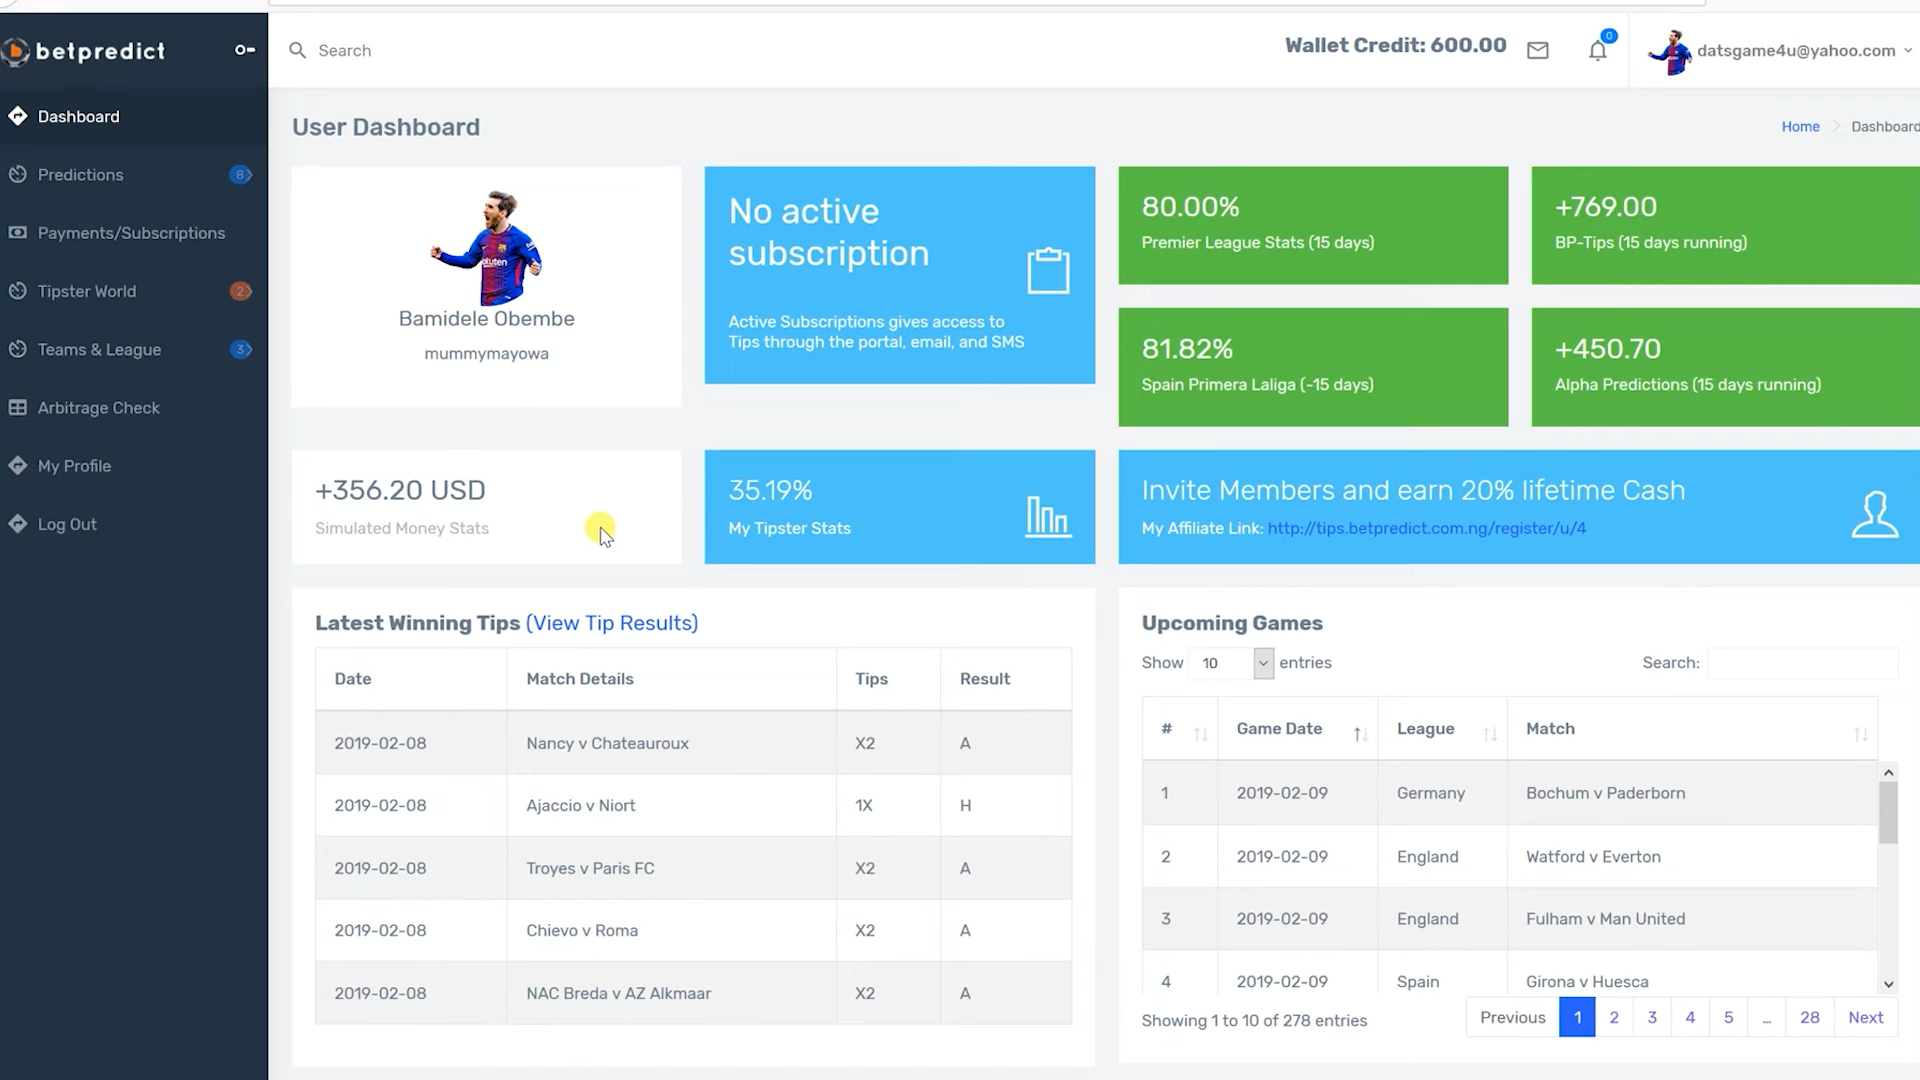 betpredict
Search
Wallet Credit: 600.00
0
datsgame4u@yahoo.com
Dashboard
Predictions 8
Payments/Subscriptions
Tipster World 2
Teams & League 3
Arbitrage Check
My Profile
Log Out
User Dashboard
Home
Dashboard
Bamidele Obembe
mummymayowa
No active
subscription
Active Subscriptions gives access to
Tips through the portal, email, and SMS
80.00%
Premier League Stats (15 days)
+769.00
BP-Tips (15 days running)
81.82%
Spain Primera Laliga (-15 days)
+450.70
Alpha Predictions (15 days running)
+356.20 USD
Simulated Money Stats
35.19%
My Tipster Stats
Invite Members and earn 20% lifetime Cash
My Affiliate Link: http://tips.betpredict.com.ng/register/u/4
Latest Winning Tips (View Tip Results)
Date Match Details Tips Result
2019-02-08 Nancy v Chateauroux X2 A
2019-02-08 Ajaccio v Niort 1X H
2019-02-08 Troyes v Paris FC X2 A
2019-02-08 Chievo v Roma X2 A
2019-02-08 NAC Breda v AZ Alkmaar X2 A
Upcoming Games
Show 10 entries Search:
# Game Date League Match
1 2019-02-09 Germany Bochum v Paderborn
2 2019-02-09 England Watford v Everton
3 2019-02-09 England Fulham v Man United
4 2019-02-09 Spain Girona v Huesca
Showing 1 to 10 of 278 entries
Previous 1 2 3 4 5 ... 28 Next